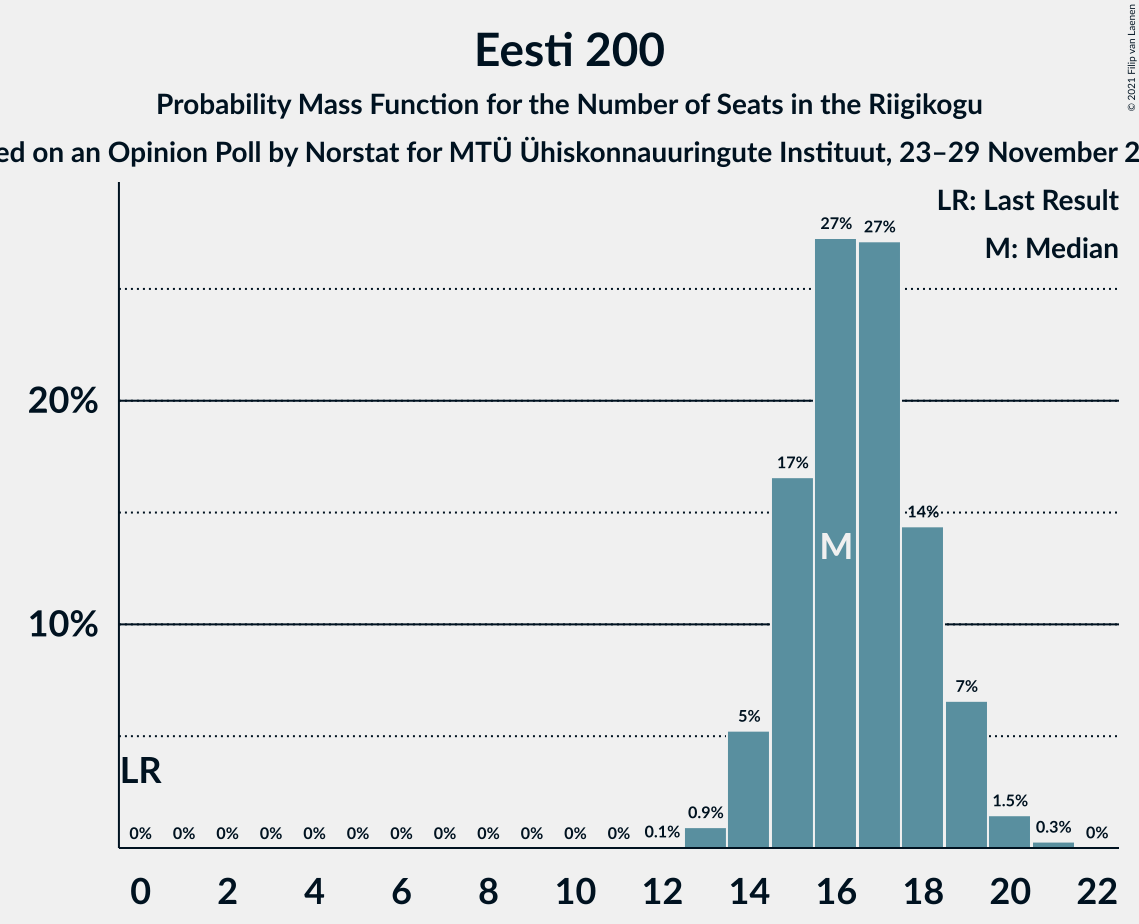 Eesti 200
Probability Mass Function for the Number of Seats in the Riigikogu
ed on an Opinion Poll by Norstat for MTÜ Ühiskonnauuringute Instituut, 23–29 November 2
© 2021 Filip van Laenen
LR: Last Result
M: Median
27% 27%
20%
17%
14%
M
10%
7%
5%
LR
0% 0% 0% 0% 0% 0% 0% 0% 0% 0% 0% 0% 0.1% 0.9% 1.5% 0.3% 0%
0 2 4 6 8 10 12 14 16 18 20 22